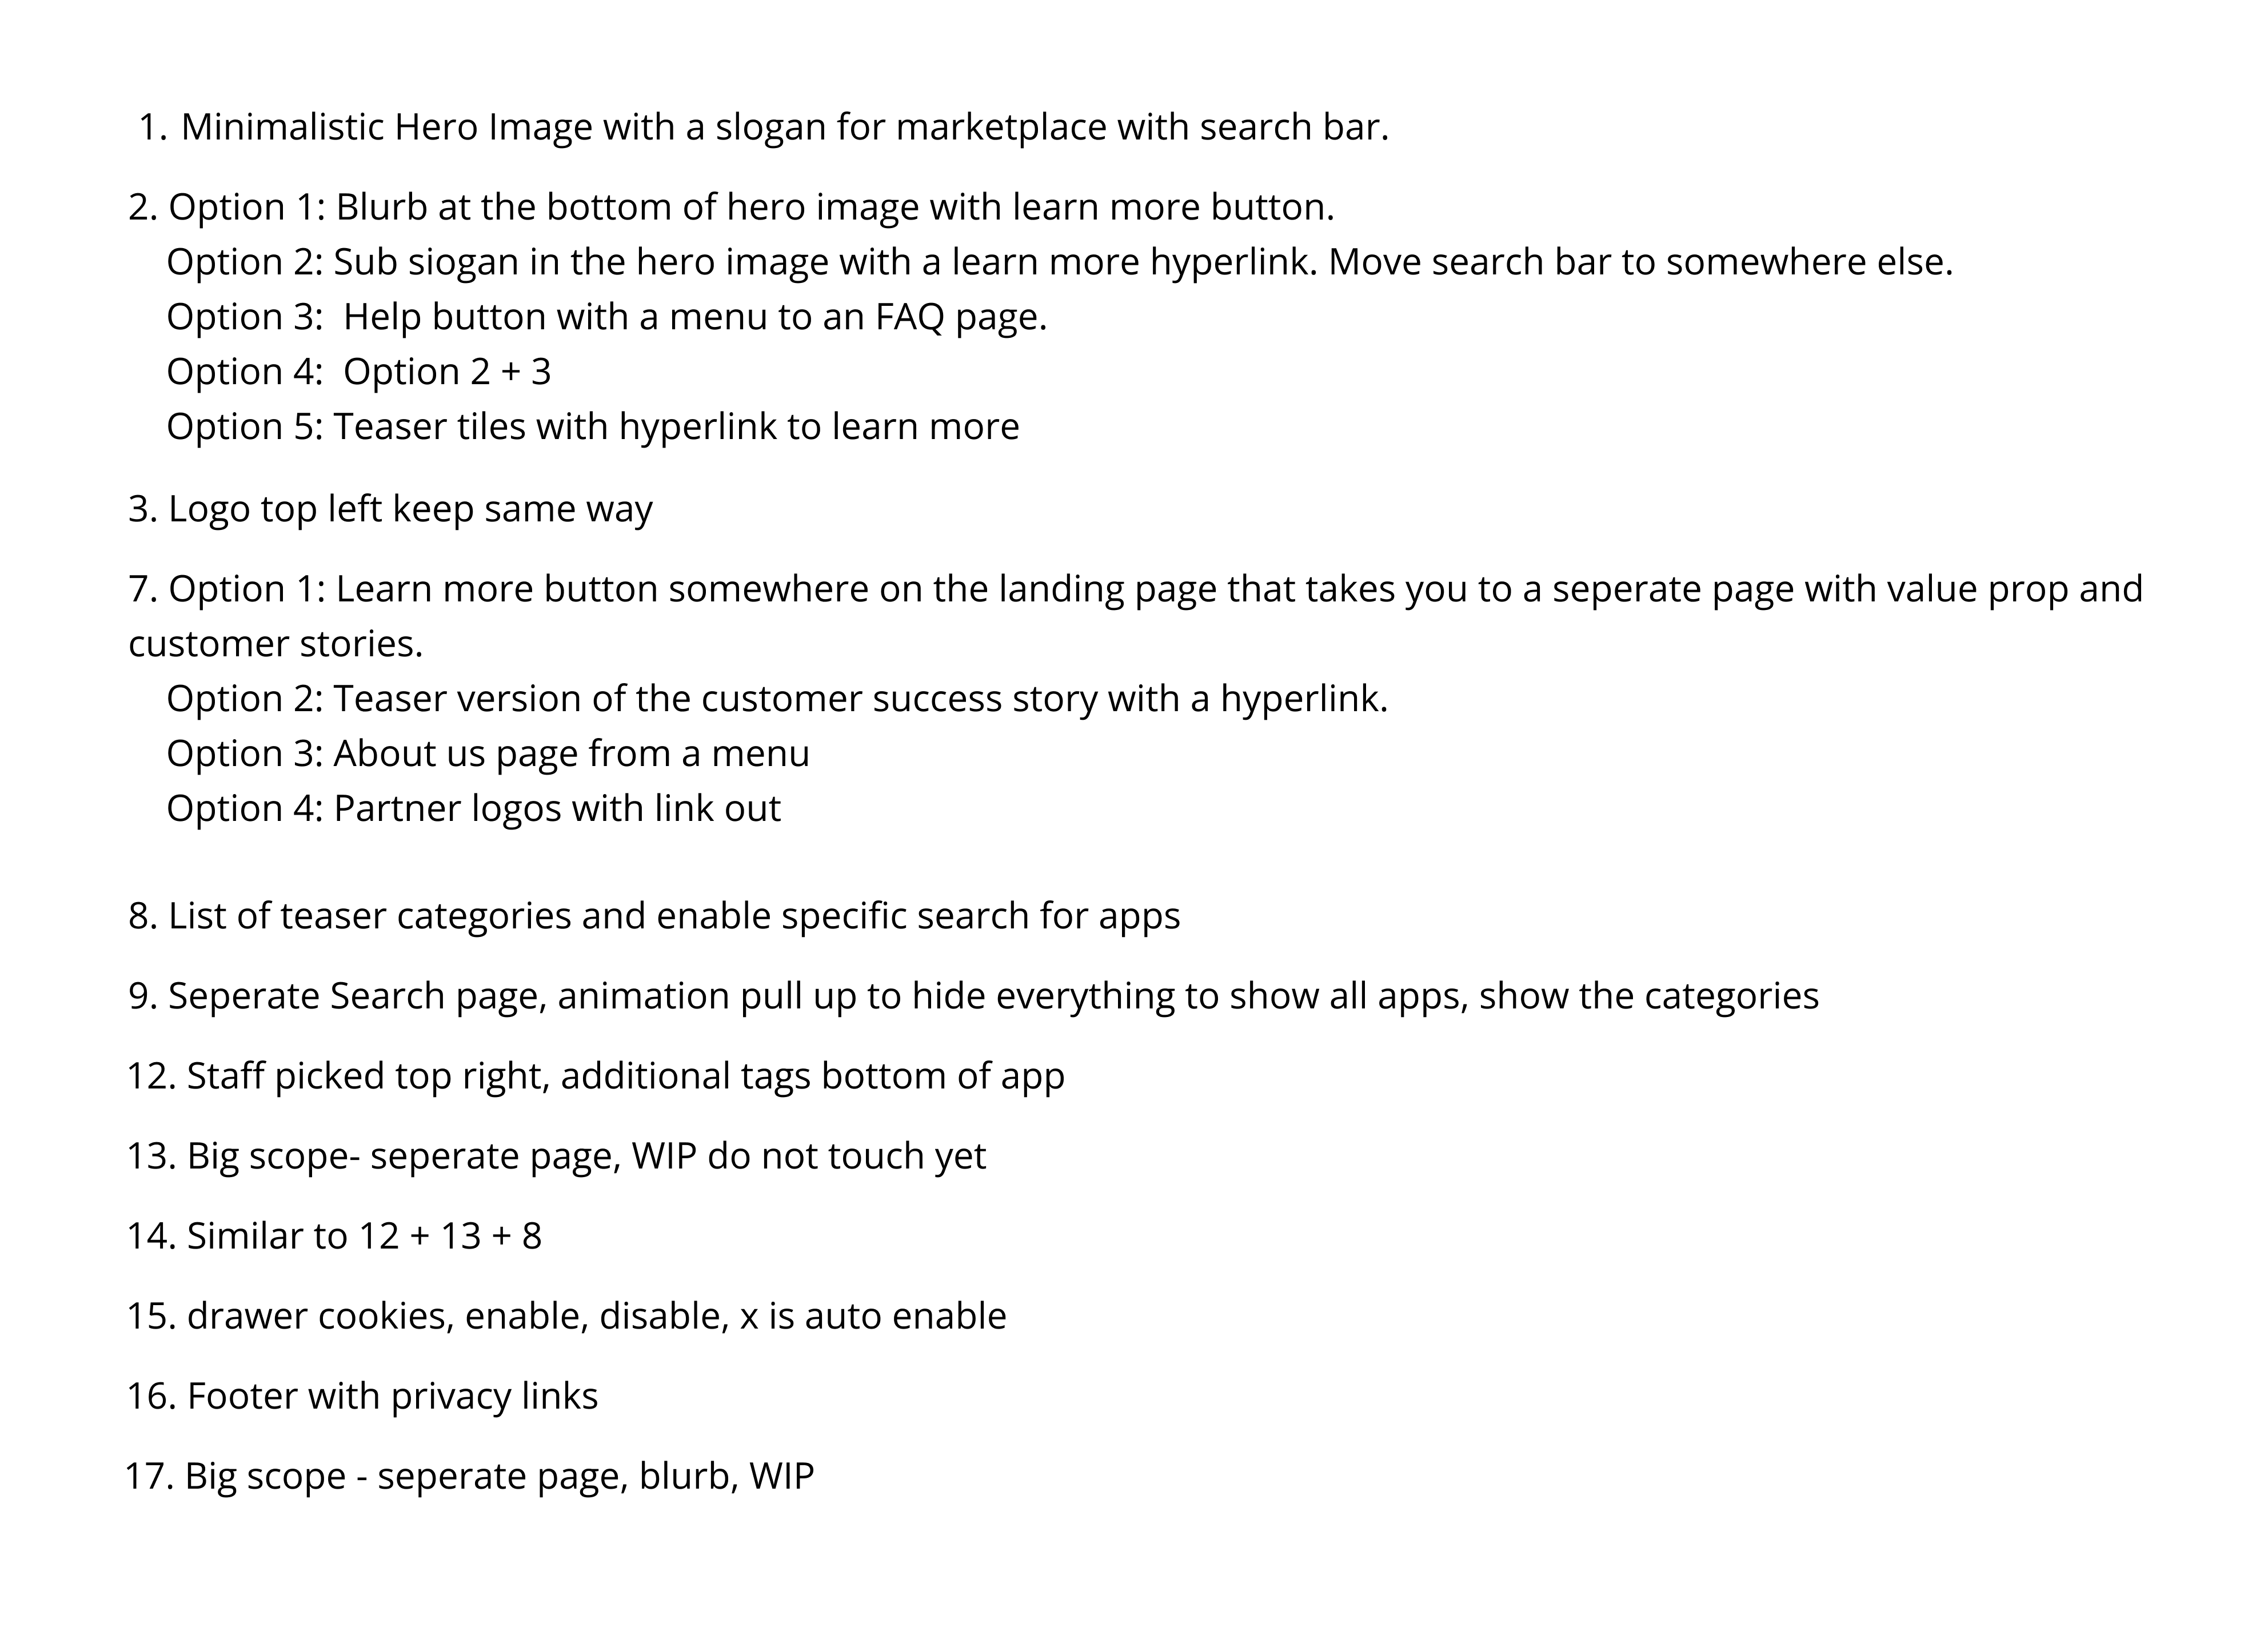 1. Minimalistic Hero Image with a slogan for marketplace with search bar.
2. Option 1: Blurb at the bottom of hero image with learn more button.
Option 2: Sub siogan in the hero image with a learn more hyperlink. Move search bar to somewhere else.
Option 3: Help button with a menu to an FAQ page.
Option 4: Option 2 + 3
Option 5: Teaser tiles with hyperlink to learn more
3. Logo top left keep same way
7. Option 1: Learn more button somewhere on the landing page that takes you to a seperate page with value prop and
customer stories.
Option 2: Teaser version of the customer success story with a hyperlink.
Option 3: About us page from a menu
Option 4: Partner logos with link out
8. List of teaser categories and enable specific search for apps
9. Seperate Search page, animation pull up to hide everything to show all apps, show the categories
12. Staff picked top right, additional tags bottom of app
13. Big scope- seperate page, WIP do not touch yet
14. Similar to 12 + 13 + 8
15. drawer cookies, enable, disable, x is auto enable
16. Footer with privacy links
17. Big scope - seperate page, blurb, WIP